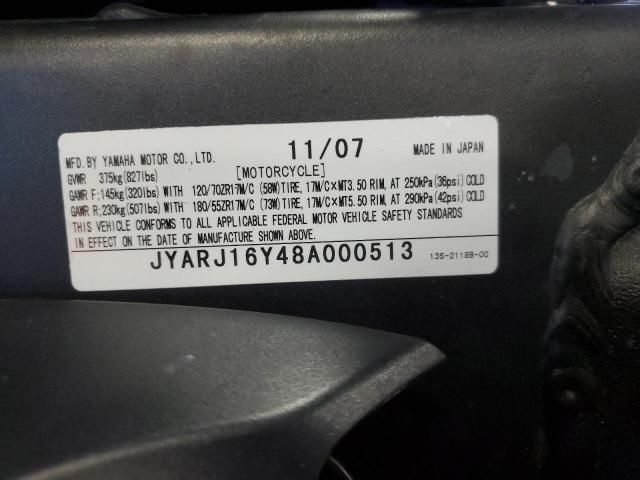 MFD. BY YAMAHA MOTOR CO., LTD. 11/07 MADE IN JAPAN
GVWR 375kg(827lbs) [MOTORCYCLE]
GAWR F;145kg(320lbs) WITH 120/70ZR17M/C (58W)TIRE, 17M/C×MT3.50 RIM, AT 250kPa(36psi)COLD
GAWR R;230kg(507lbs) WITH 180/55ZR17M/C (73W)TIRE, 17M/C×MT5.50 RIM, AT 290kPa(42psi)COLD
THIS VEHICLE CONFORMS TO ALL APPLICABLE FEDERAL MOTOR VEHICLE SAFETY STANDARDS
IN EFFECT ON THE DATE OF MANUFACTURE SHOWN ABOVE.
JYARJ16Y48A000513 13S-2118B-00